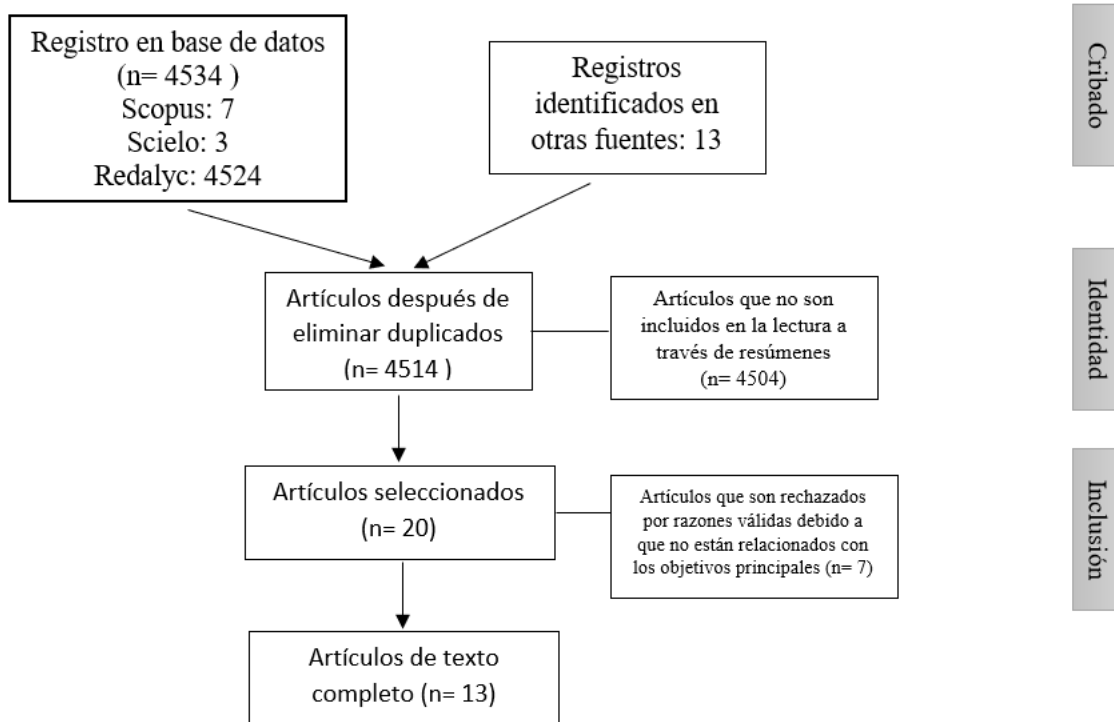 Registro en base de datos
(n= 4534 )
Scopus: 7
Scielo: 3
Redalyc: 4524
Registros
identificados en
otras fuentes: 13
Cribado
Artículos después de
eliminar duplicados
(n= 4514 )
Artículos que no son
incluidos en la lectura a
través de resúmenes
(n= 4504)
Identidad
Artículos seleccionados
(n= 20)
Artículos que son rechazados
por razones válidas debido a
que no están relacionados con
los objetivos principales (n= 7)
Inclusión
Artículos de texto
completo (n= 13)